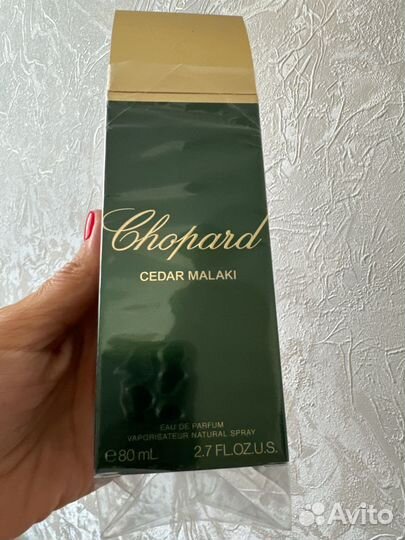 Chopard
CEDAR MALAKI
EAU DE PARFUM
VAPORISATEUR NATURAL SPRAY
℮80 mL 2.7 FL.OZ.U.S.
Avito